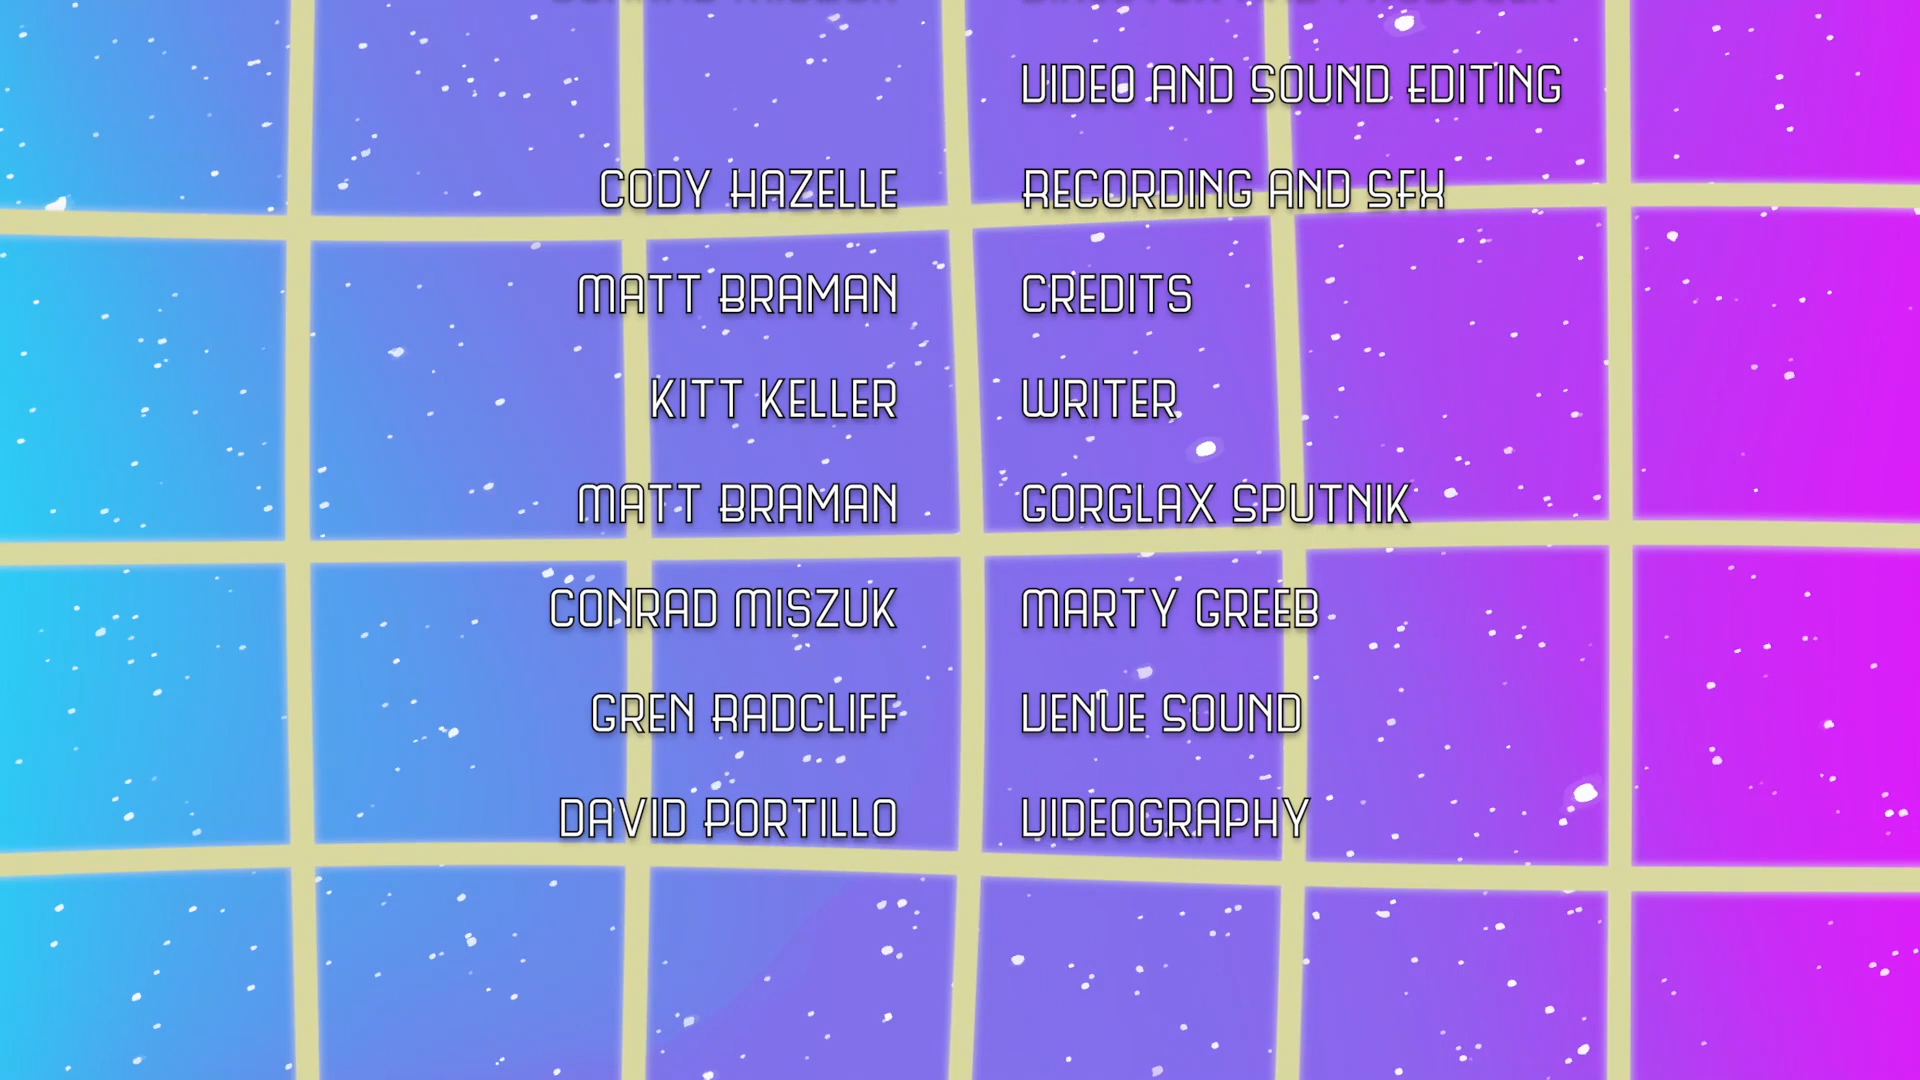 VIDEO AND SOUND EDITING
CODY HAZELLE RECORDING AND SFX
MATT BRAMAN CREDITS
KITT KELLER WRITER
MATT BRAMAN GORGLAX SPUTNIK
CONRAD MISZUK MARTY GREEB
GREN RADCLIFF VENUE SOUND
DAVID PORTILLO VIDEOGRAPHY